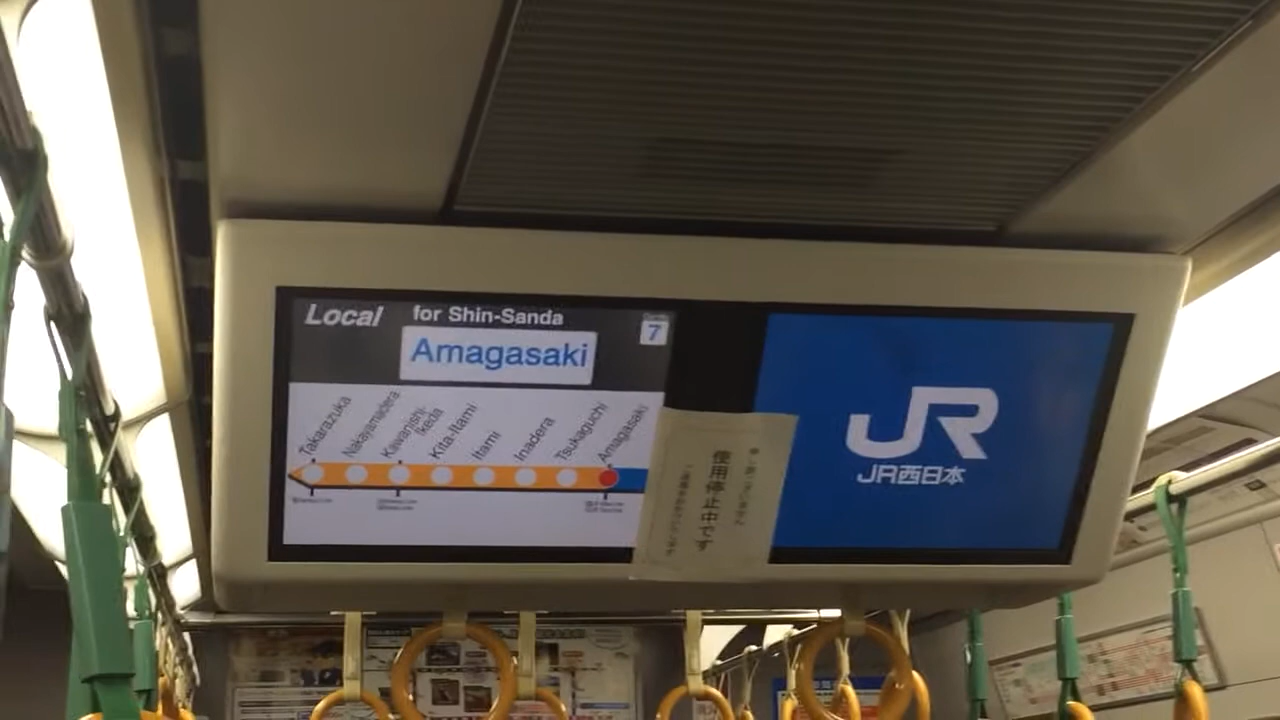 Local
for Shin-Sanda
7
Amagasaki
Takarazuka
Nakayamadera
Kawanishi-
Ikeda
Kita-Itami
Itami
Inadera
Tsukaguchi
Amagasaki
使用停止中です
JR
JR西日本